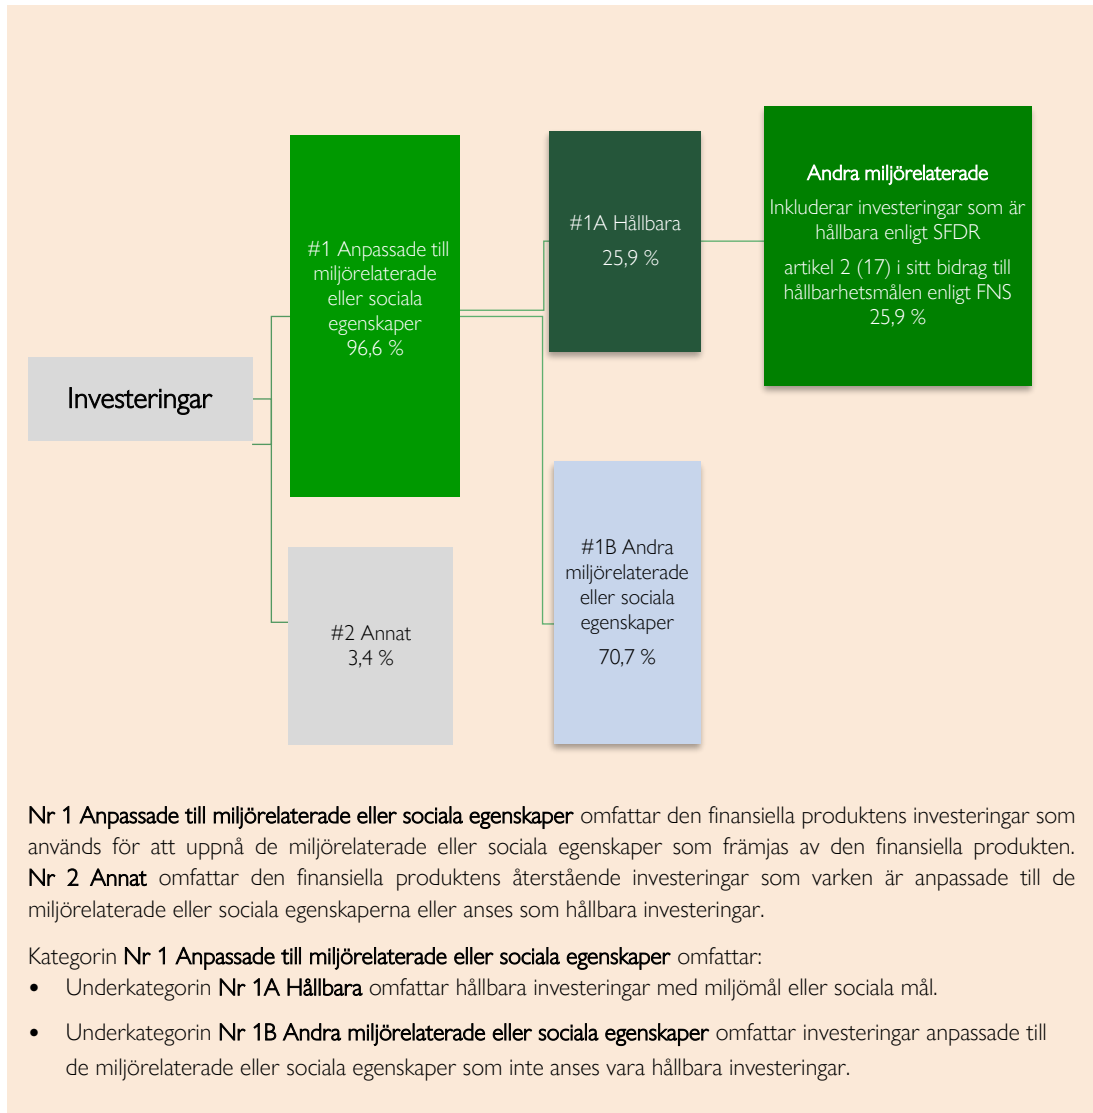 Investeringar
#1 Anpassade till
miljörelaterade
eller sociala
egenskaper
96,6 %
#2 Annat
3,4 %
#1A Hållbara
25,9 %
#1B Andra
miljörelaterade
eller sociala
egenskaper
70,7 %
Andra miljörelaterade
Inkluderar investeringar som är
hållbara enligt SFDR
artikel 2 (17) i sitt bidrag till
hållbarhetsmålen enligt FNS
25,9 %
Nr 1 Anpassade till miljörelaterade eller sociala egenskaper omfattar den finansiella produktens investeringar som
används för att uppnå de miljörelaterade eller sociala egenskaper som främjas av den finansiella produkten.
Nr 2 Annat omfattar den finansiella produktens återstående investeringar som varken är anpassade till de
miljörelaterade eller sociala egenskaperna eller anses som hållbara investeringar.
Kategorin Nr 1 Anpassade till miljörelaterade eller sociala egenskaper omfattar:
• Underkategorin Nr 1A Hållbara omfattar hållbara investeringar med miljömål eller sociala mål.
• Underkategorin Nr 1B Andra miljörelaterade eller sociala egenskaper omfattar investeringar anpassade till
de miljörelaterade eller sociala egenskaper som inte anses vara hållbara investeringar.